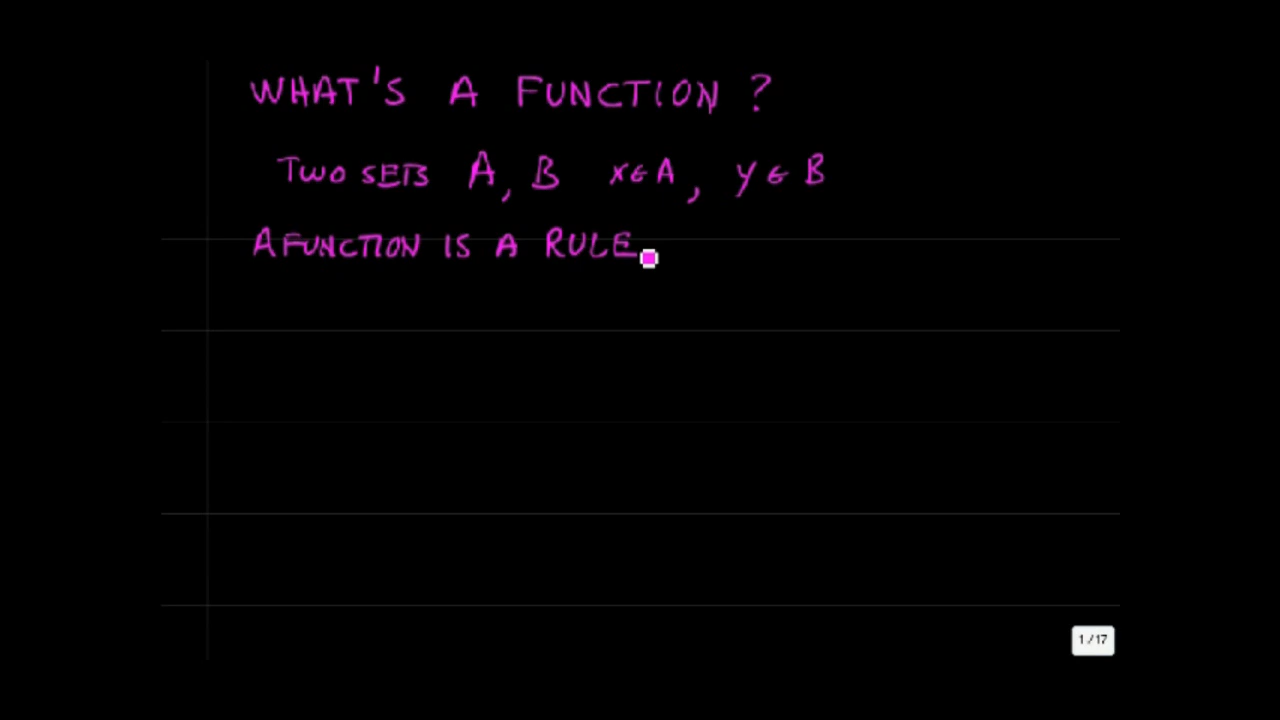 WHAT'S A FUNCTION ?
TWO SETS A, B x∈A, y∈B
A FUNCTION IS A RULE
1/17